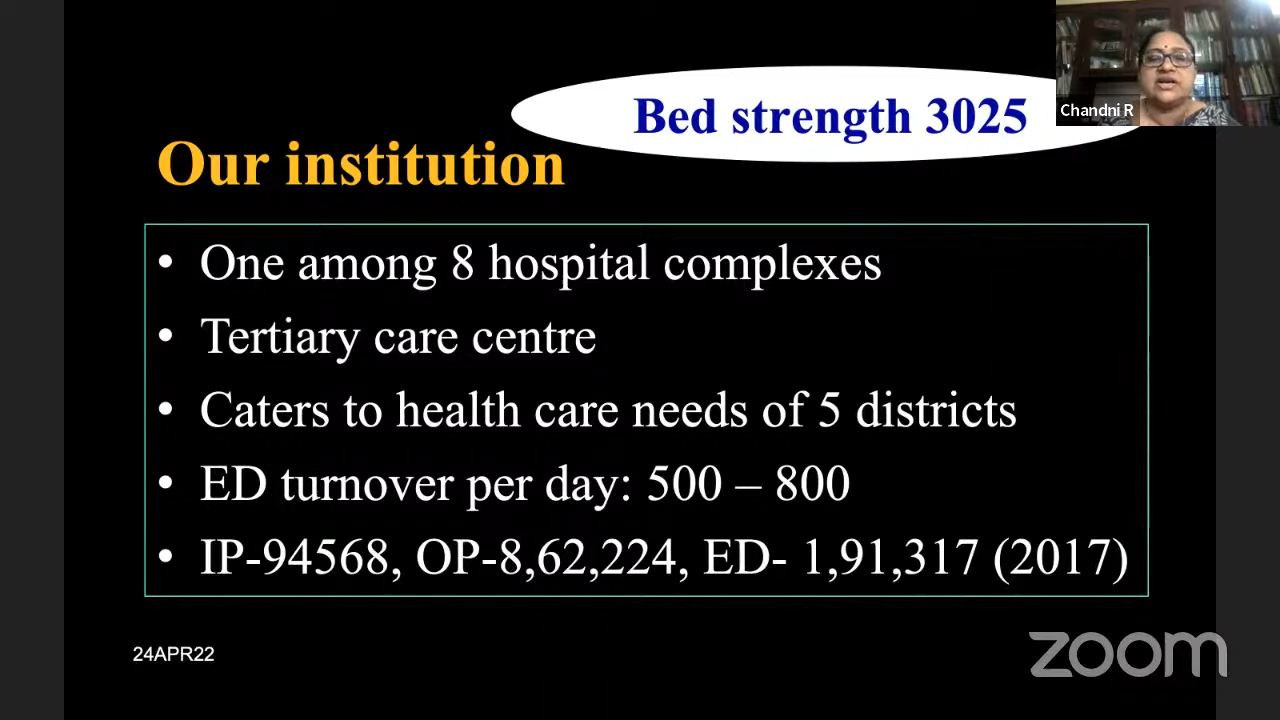 Bed strength 3025
Chandni R
Our institution
• One among 8 hospital complexes
• Tertiary care centre
• Caters to health care needs of 5 districts
• ED turnover per day: 500 – 800
• IP-94568, OP-8,62,224, ED- 1,91,317 (2017)
24APR22
zoom